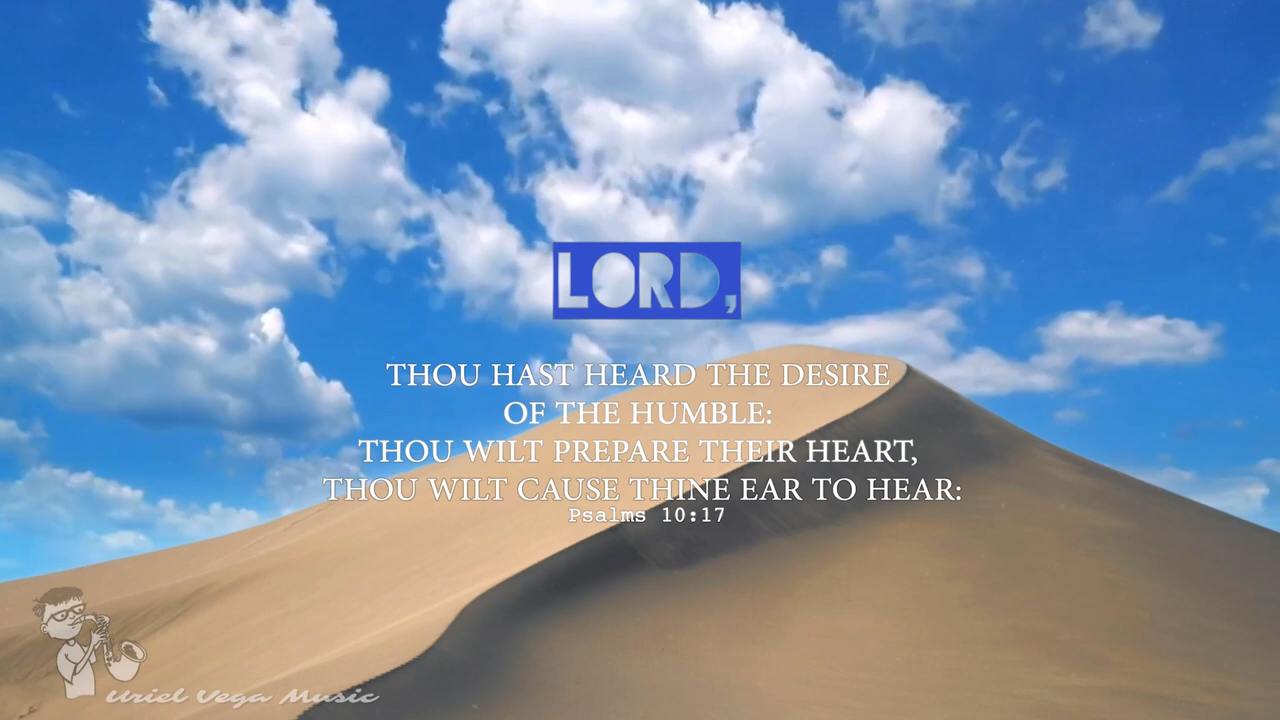 LORD,
THOU HAST HEARD THE DESIRE
OF THE HUMBLE:
THOU WILT PREPARE THEIR HEART,
THOU WILT CAUSE THINE EAR TO HEAR:
Psalms 10:17
Uriel Vega Music